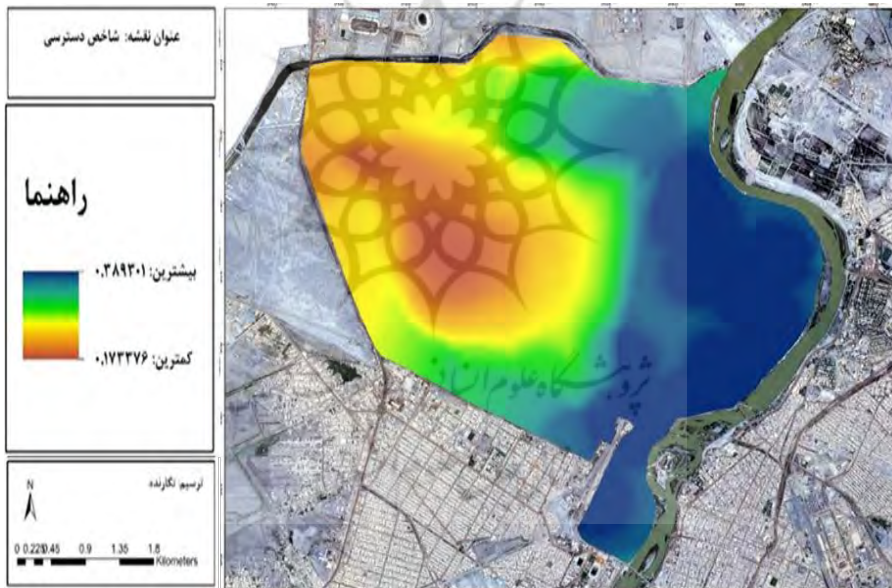 عنوان نقشه: شاخص دسترسی
راهنما
بیشترین: ۰.۳۸۹۳۰۱
کمترین: ۰.۱۷۳۳۷۶
ترسیم: نگارنده
N
0 0.225 0.45 0.9 1.35 1.8
Kilometers
پژوهشگاه علوم انسانی